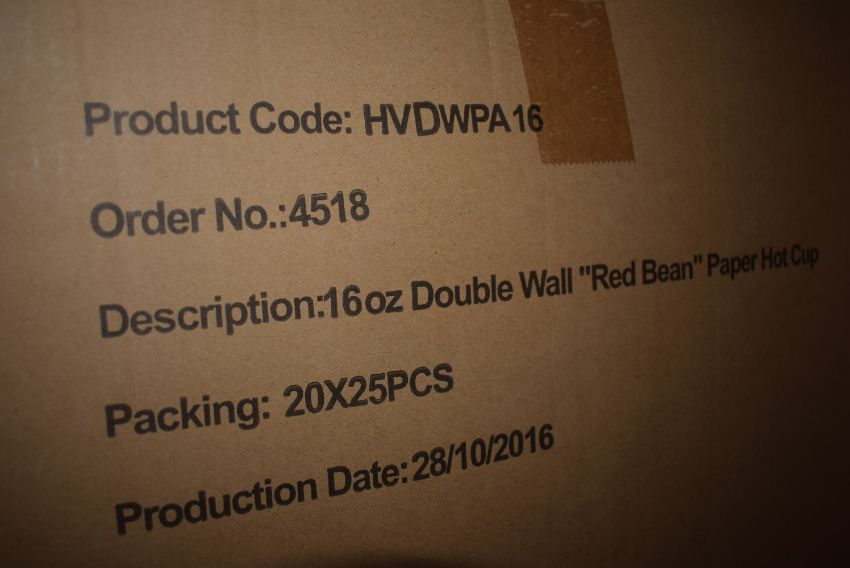 Product Code: HVDWPA16
Order No.:4518
Description:16oz Double Wall "Red Bean" Paper Hot Cup
Packing: 20X25PCS
Production Date:28/10/2016